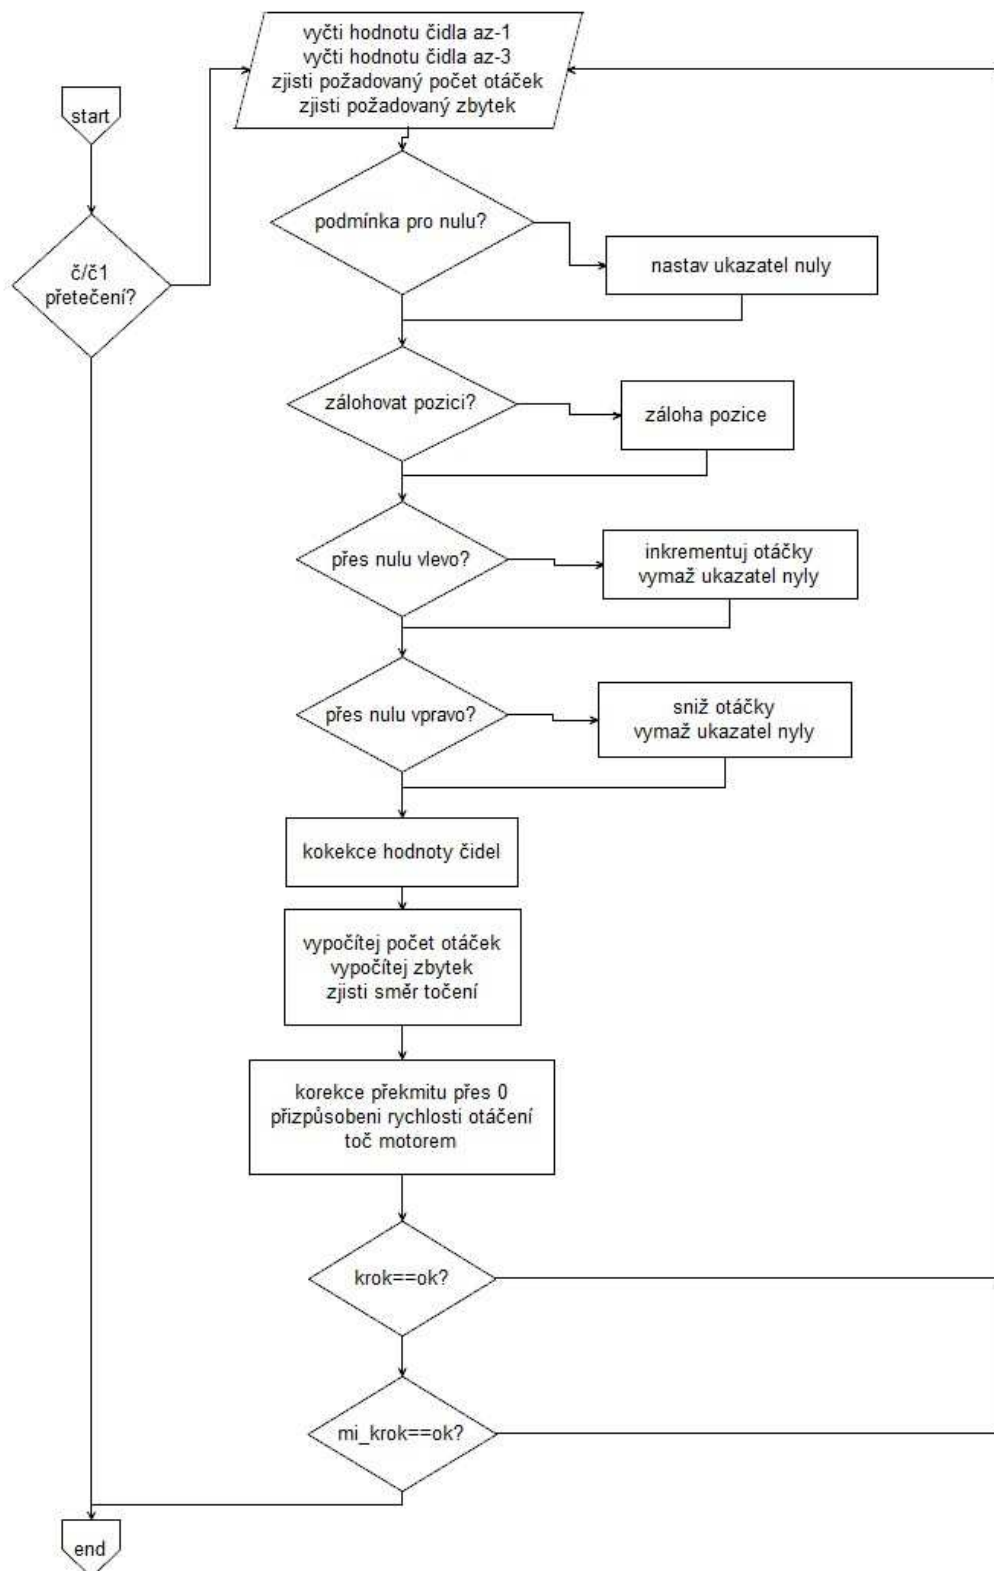 vyčti hodnotu čidla az-1
vyčti hodnotu čidla az-3
zjisti požadovaný počet otáček
zjisti požadovaný zbytek
start
podmínka pro nulu?
nastav ukazatel nuly
č/č1
přetečení?
zálohovat pozici?
záloha pozice
přes nulu vlevo?
inkrementuj otáčky
vymaž ukazatel nyly
přes nulu vpravo?
sniž otáčky
vymaž ukazatel nyly
kokekce hodnoty čidel
vypočítej počet otáček
vypočítej zbytek
zjisti směr točení
korekce překmitu přes 0
přizpůsobeni rychlosti otáčení
toč motorem
krok==ok?
mi_krok==ok?
end